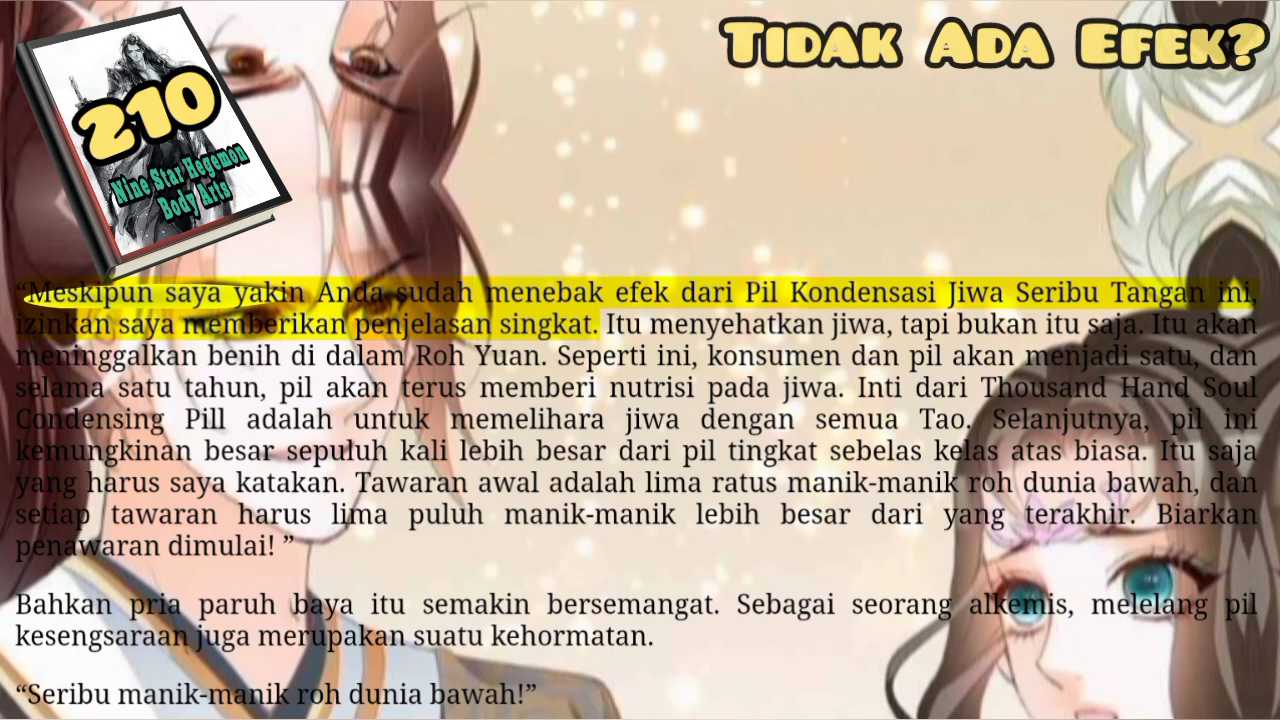 Tidak Ada Efek?
210
Nine Star Hegemon
Body Arts
“Meskipun saya yakin Anda sudah menebak efek dari Pil Kondensasi Jiwa Seribu Tangan ini,
izinkan saya memberikan penjelasan singkat. Itu menyehatkan jiwa, tapi bukan itu saja. Itu akan
meninggalkan benih di dalam Roh Yuan. Seperti ini, konsumen dan pil akan menjadi satu, dan
selama satu tahun, pil akan terus memberi nutrisi pada jiwa. Inti dari Thousand Hand Soul
Condensing Pill adalah untuk memelihara jiwa dengan semua Tao. Selanjutnya, pil ini
kemungkinan besar sepuluh kali lebih besar dari pil tingkat sebelas kelas atas biasa. Itu saja
yang harus saya katakan. Tawaran awal adalah lima ratus manik-manik roh dunia bawah, dan
setiap tawaran harus lima puluh manik-manik lebih besar dari yang terakhir. Biarkan
penawaran dimulai! ”
Bahkan pria paruh baya itu semakin bersemangat. Sebagai seorang alkemis, melelang pil
kesengsaraan juga merupakan suatu kehormatan.
“Seribu manik-manik roh dunia bawah!”